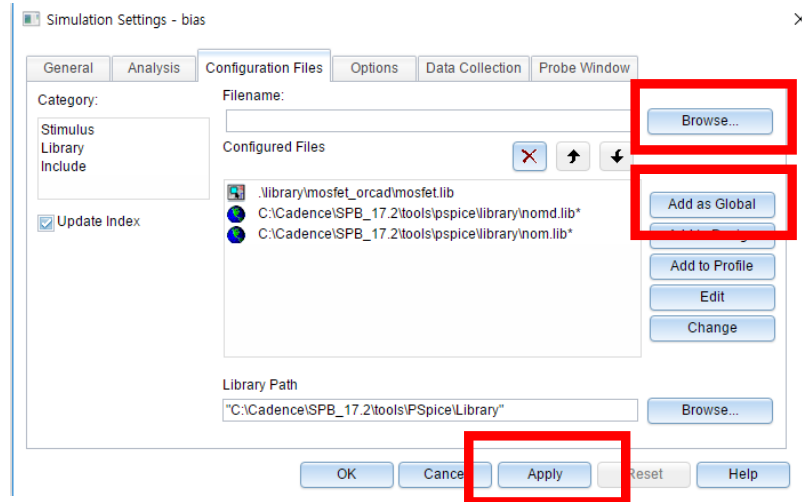 Simulation Settings - bias
General Analysis Configuration Files Options Data Collection Probe Window
Category:
Stimulus
Library
Include
Update Index
Filename:
Browse...
Configured Files
.\library\mosfet_orcad\mosfet.lib
C:\Cadence\SPB_17.2\tools\pspice\library\nomd.lib*
C:\Cadence\SPB_17.2\tools\pspice\library\nom.lib*
Add as Global
Add to Profile
Edit
Change
Library Path
"C:\Cadence\SPB_17.2\tools\PSpice\Library"
Browse...
OK Cancel Apply Reset Help